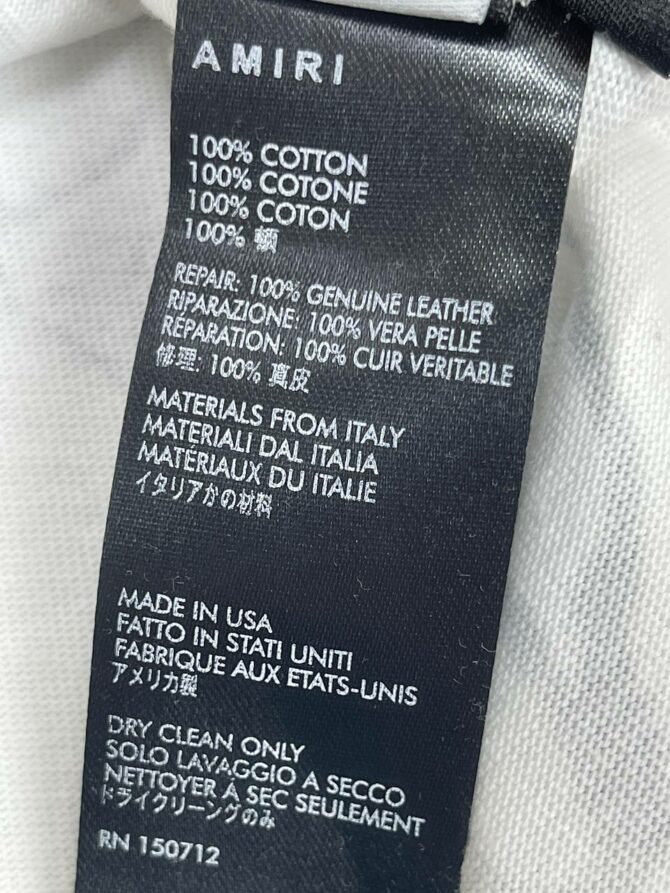 AMIRI
100% COTTON
100% COTONE
100% COTON
100%
REPAIR: 100% GENUINE LEATHER
RIPARAZIONE: 100% VERA PELLE
REPARATION: 100% CUIR VERITABLE
修理: 100% 真皮
MATERIALS FROM ITALY
MATERIALI DAL ITALIA
MATÉRIAUX DU ITALIE
イタリアかの材料
MADE IN USA
FATTO IN STATI UNITI
FABRIQUE AUX ETATS-UNIS
アメリカ製
DRY CLEAN ONLY
SOLO LAVAGGIO A SECCO
NETTOYER A SEC SEULEMENT
ドライクリーングのみ
RN 150712